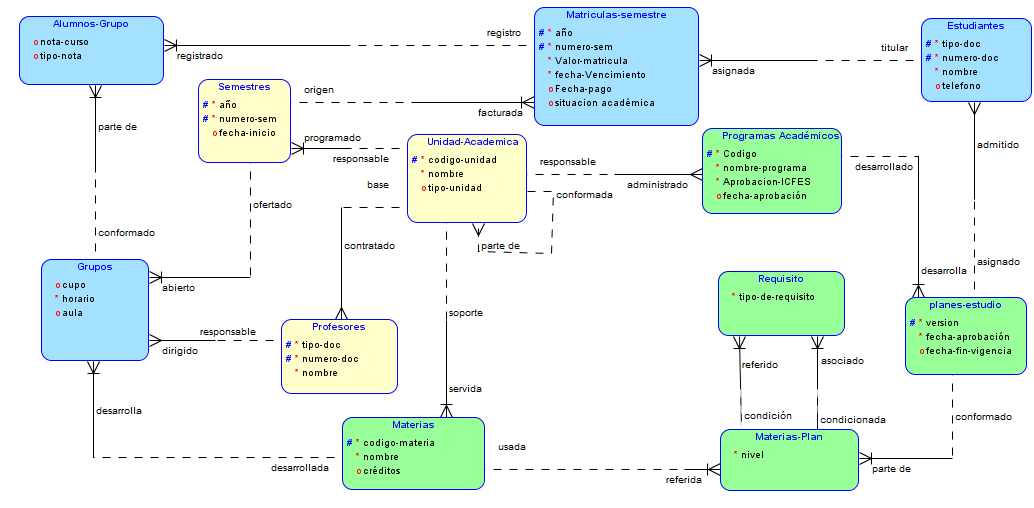 Alumnos-Grupo
o nota-curso
o tipo-nota
registrado
registro
Matriculas-semestre
# * año
# * numero-sem
* Valor-matricula
* fecha-Vencimiento
o Fecha-pago
o situacion académica
asignada
titular
Estudiantes
# * tipo-doc
# * numero-doc
* nombre
o telefono
Semestres
# * año
# * numero-sem
o fecha-inicio
origen
facturada
parte de
programado
responsable
Unidad-Academica
# * codigo-unidad
* nombre
o tipo-unidad
responsable
administrado
Programas Académicos
# * Codigo
* nombre-programa
* Aprobacion-ICFES
o fecha-aprobación
desarrollado
admitido
base
conformada
parte de
ofertado
contratado
conformado
Grupos
o cupo
* horario
o aula
abierto
responsable
dirigido
Profesores
# * tipo-doc
# * numero-doc
* nombre
soporte
servida
Requisito
* tipo-de-requisito
desarrolla
asignado
planes-estudio
# * version
* fecha-aprobación
o fecha-fin-vigencia
referido
asociado
condición
condicionada
conformado
desarrolla
desarrollada
Materias
# * codigo-materia
* nombre
o créditos
usada
referida
Materias-Plan
* nivel
parte de